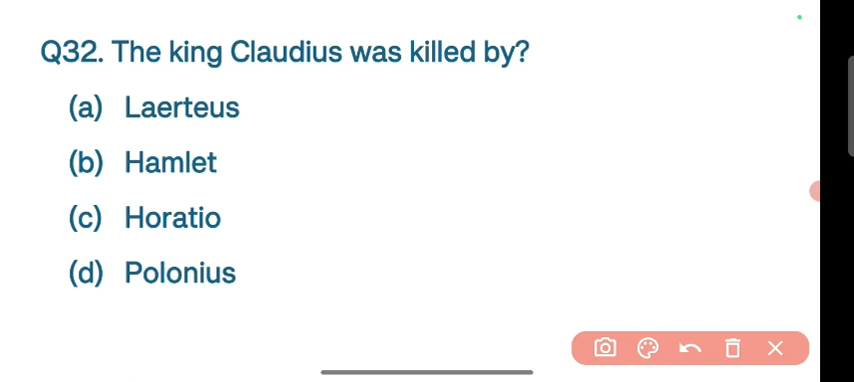 Q32. The king Claudius was killed by?
(a) Laerteus
(b) Hamlet
(c) Horatio
(d) Polonius